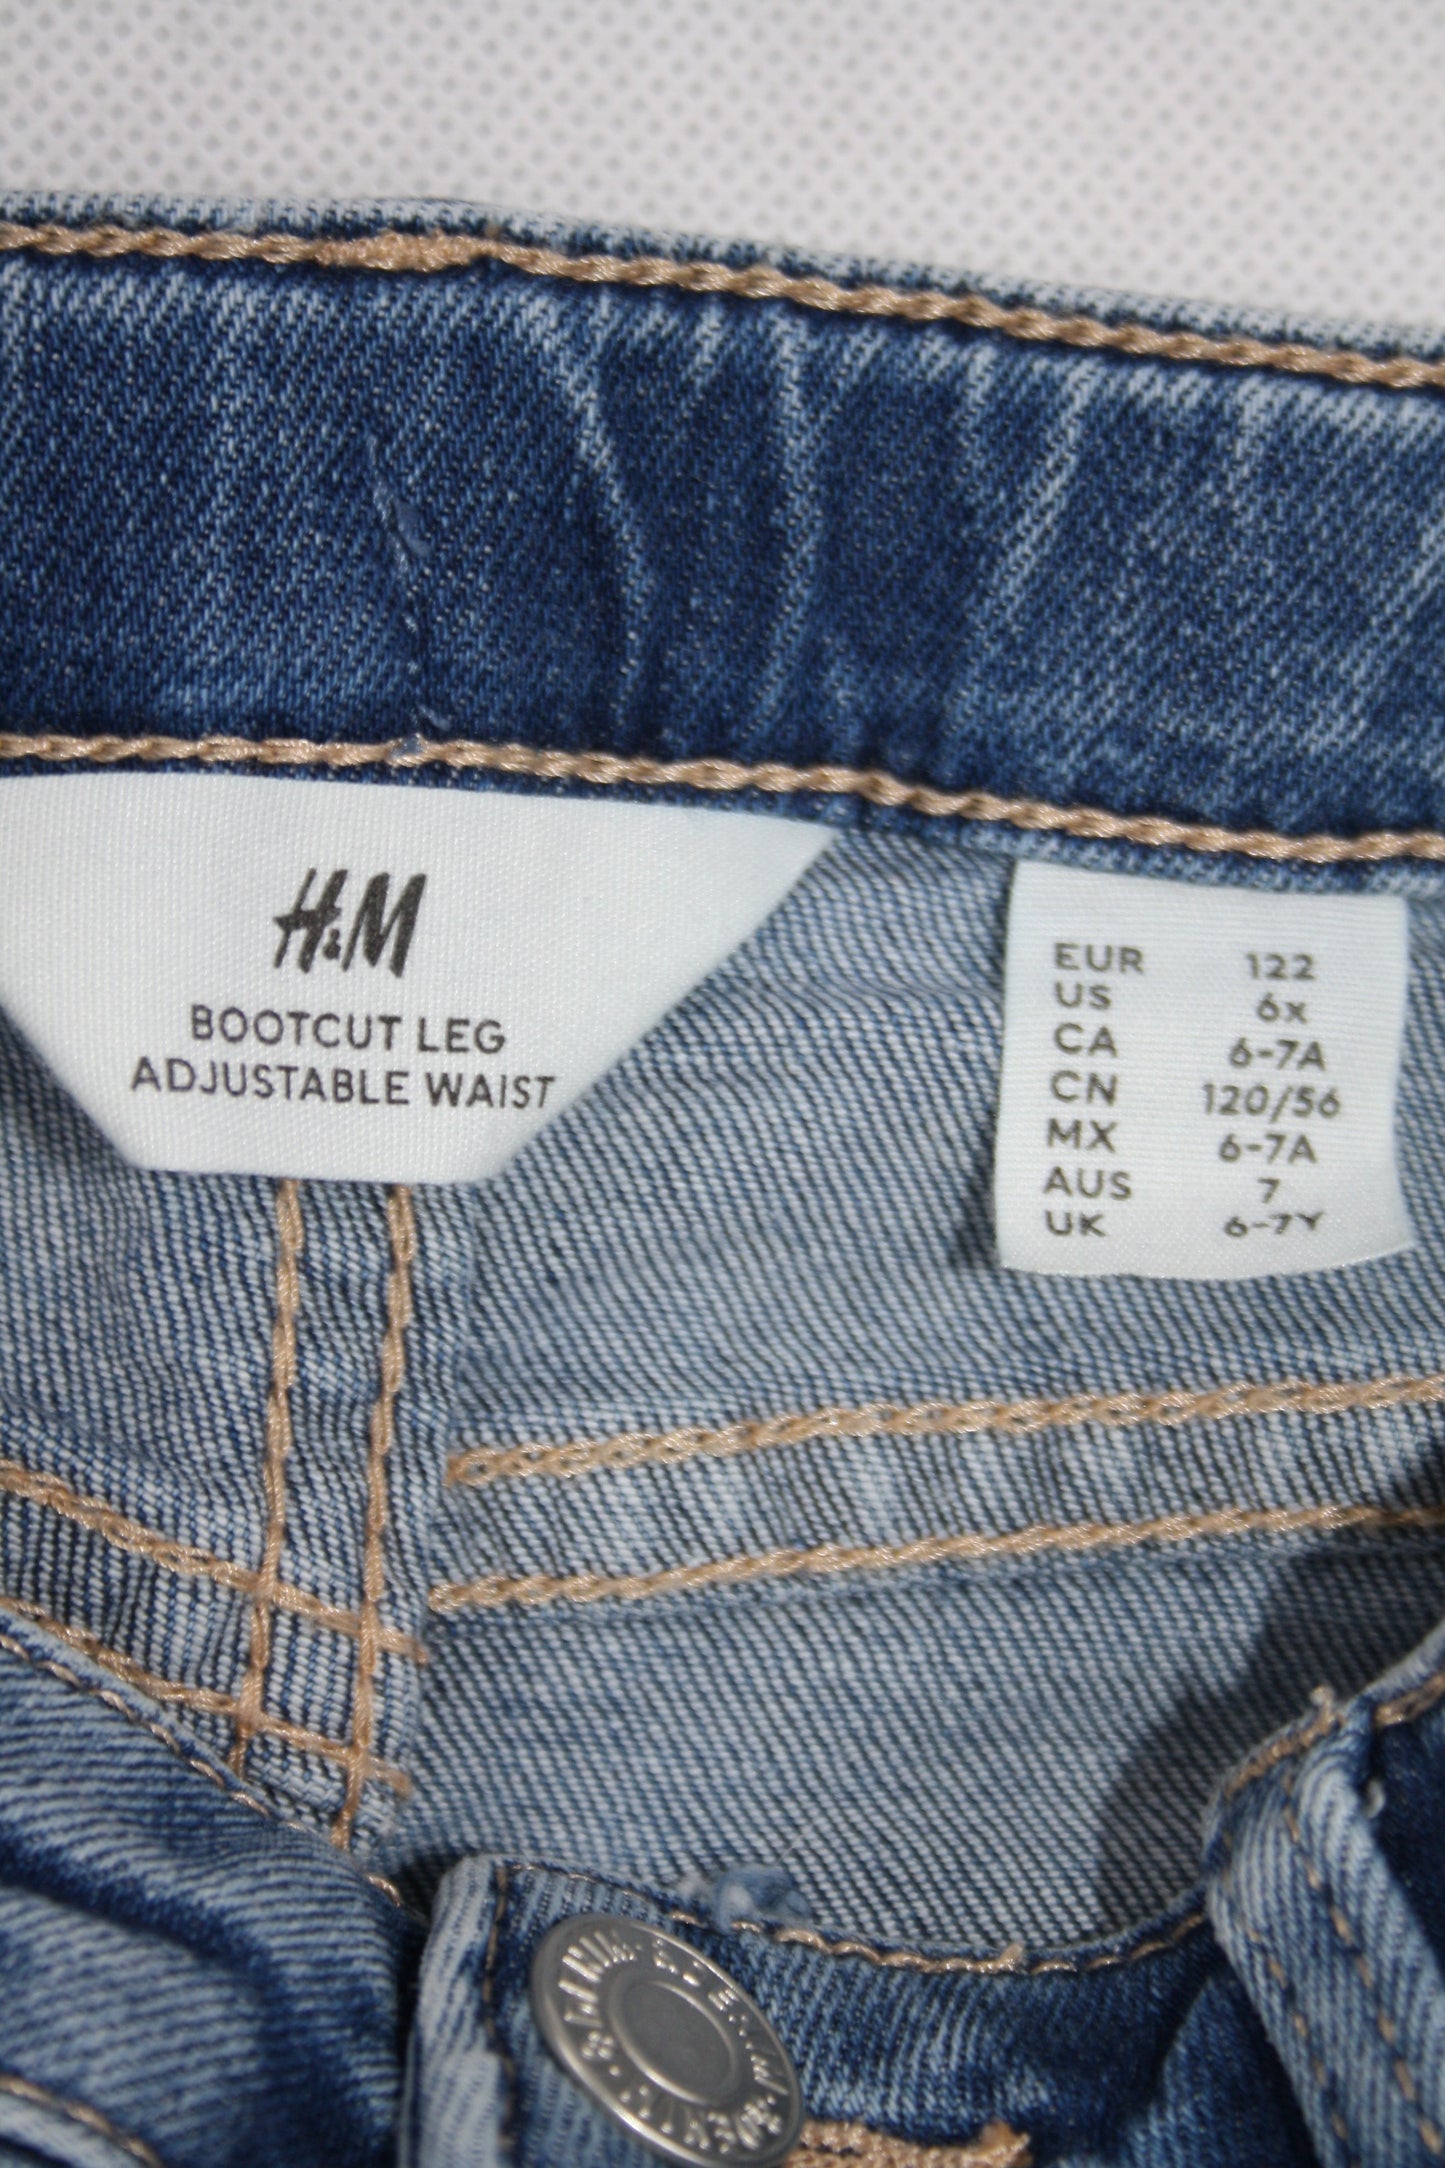 H&M
BOOTCUT LEG
ADJUSTABLE WAIST
EUR 122
US 6x
CA 6-7A
CN 120/56
MX 6-7A
AUS 7
UK 6-7Y